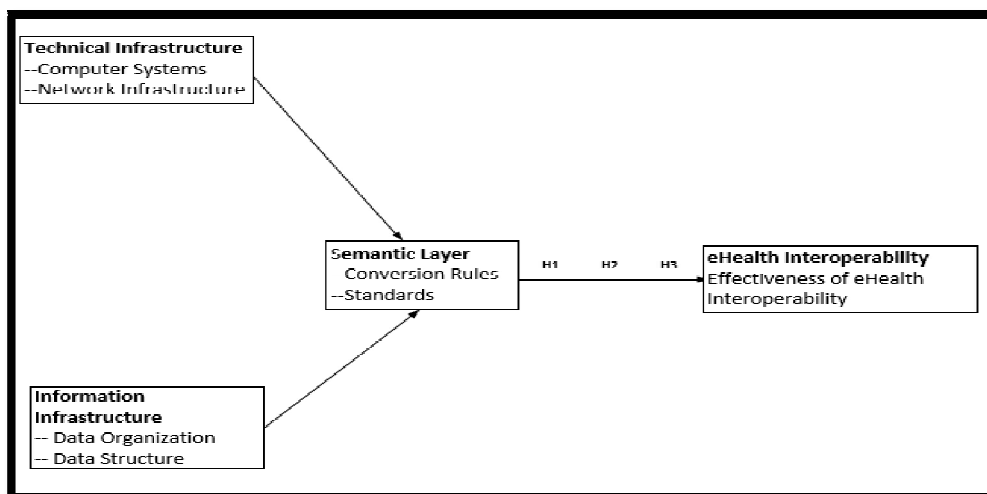 Technical Infrastructure
--Computer Systems
--Network Infrastructure
Semantic Layer
Conversion Rules
--Standards
H1 H2 H3
eHealth Interoperability
Effectiveness of eHealth
Interoperability
Information
Infrastructure
-- Data Organization
-- Data Structure